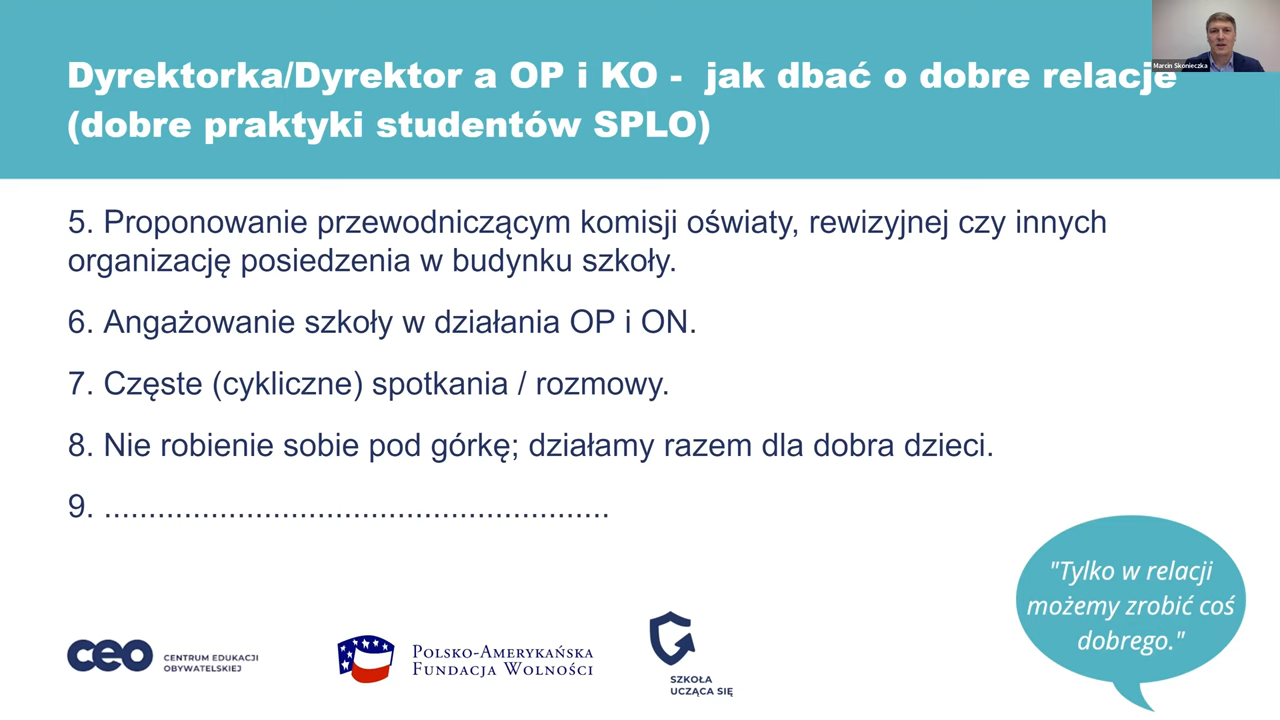 Dyrektorka/Dyrektor a OP i KO - jak dbać o dobre relacje
(dobre praktyki studentów SPLO)
Marcin Skonieczka
5. Proponowanie przewodniczącym komisji oświaty, rewizyjnej czy innych
organizację posiedzenia w budynku szkoły.
6. Angażowanie szkoły w działania OP i ON.
7. Częste (cykliczne) spotkania / rozmowy.
8. Nie robienie sobie pod górkę; działamy razem dla dobra dzieci.
9. .........................................................
"Tylko w relacji
możemy zrobić coś
dobrego."
ceo
CENTRUM EDUKACJI
OBYWATELSKIEJ
POLSKO-AMERYKAŃSKA
FUNDACJA WOLNOŚCI
SZKOŁA
UCZĄCA SIĘ